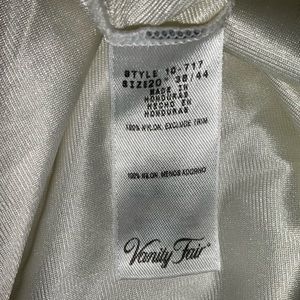 STYLE 10-717
SIZE 20" 38/44
MADE IN
HONDURAS
HECHO EN
HONDURAS
100% NYLON, EXCLUDE TRIM
100% NILON, MENOS ADORNO
Vanity Fair®